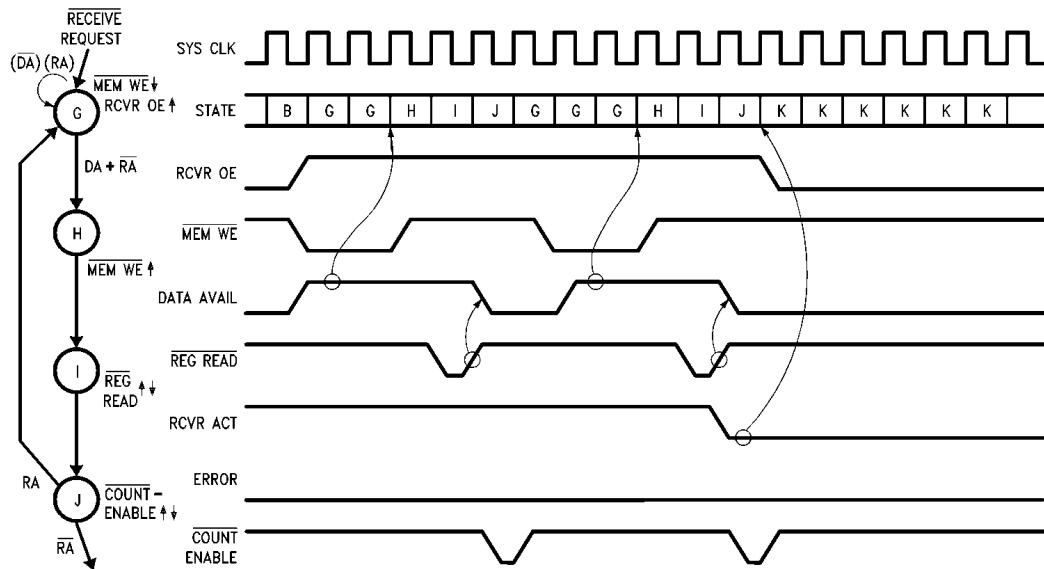 RECEIVE
REQUEST
(DA)(RA)
MEM WE↓
RCVR OE↑
G
DA + RA
H
MEM WE↑
I
REG
READ↑↓
RA
J
COUNT-
ENABLE↑↓
RA
SYS CLK
STATE B G G H I J G G G H I J K K K K K K
RCVR OE
MEM WE
DATA AVAIL
REG READ
RCVR ACT
ERROR
COUNT
ENABLE